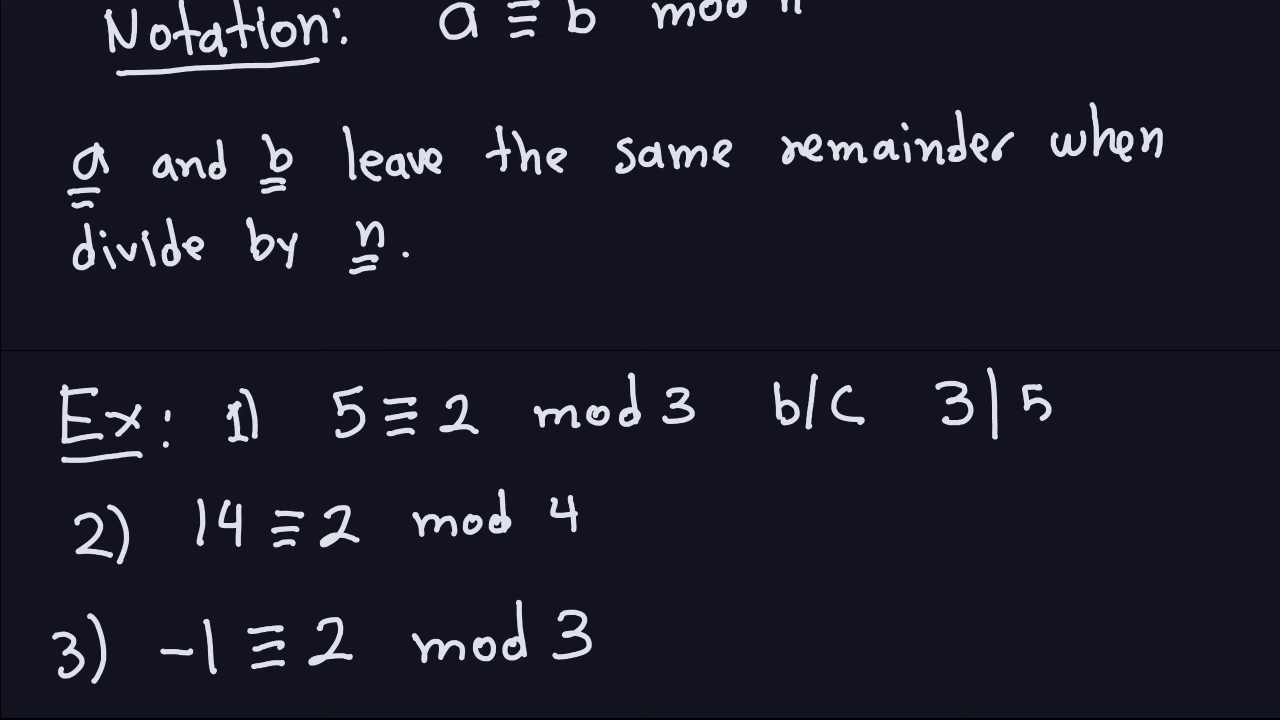 Notation: a ≡ b mod n
a and b leave the same remainder when
divide by n.
Ex: 1) 5 ≡ 2 mod 3 b/c 3|5
2) 14 ≡ 2 mod 4
3) -1 ≡ 2 mod 3